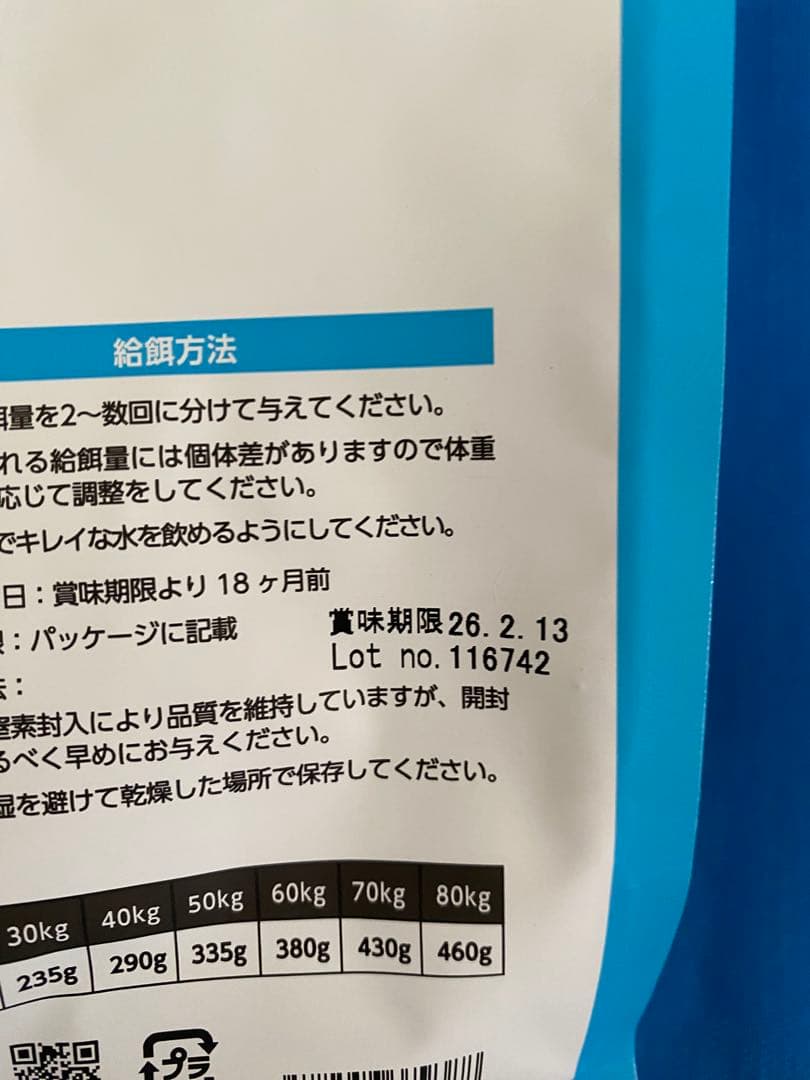 給餌方法
餌量を2〜数回に分けて与えてください。
れる給餌量には個体差がありますので体重
応じて調整をしてください。
でキレイな水を飲めるようにしてください。
日：賞味期限より 18 ヶ月前
：パッケージに記載
賞味期限26. 2. 13
Lot no. 116742
法：
窒素封入により品質を維持していますが、開封
るべく早めにお与えください。
湿を避けて乾燥した場所で保存してください。
30kg 40kg 50kg 60kg 70kg 80kg
235g 290g 335g 380g 430g 460g
プラ